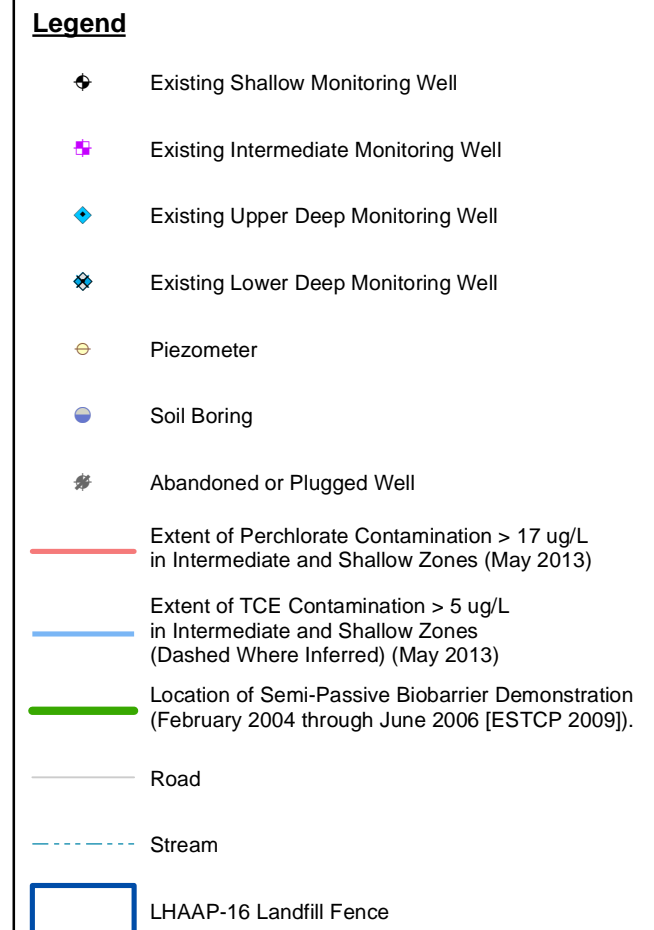 Legend
Existing Shallow Monitoring Well
Existing Intermediate Monitoring Well
Existing Upper Deep Monitoring Well
Existing Lower Deep Monitoring Well
Piezometer
Soil Boring
Abandoned or Plugged Well
Extent of Perchlorate Contamination > 17 ug/L
in Intermediate and Shallow Zones (May 2013)
Extent of TCE Contamination > 5 ug/L
in Intermediate and Shallow Zones
(Dashed Where Inferred) (May 2013)
Location of Semi-Passive Biobarrier Demonstration
(February 2004 through June 2006 [ESTCP 2009]).
Road
Stream
LHAAP-16 Landfill Fence